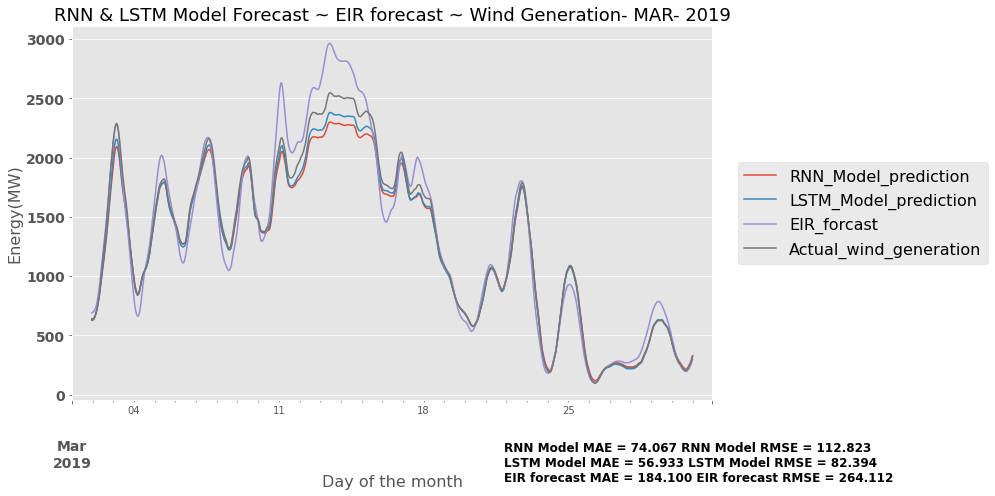 RNN & LSTM Model Forecast ~ EIR forecast ~ Wind Generation- MAR- 2019
3000
2500
2000
1500
1000
500
0
Energy(MW)
RNN_Model_prediction
LSTM_Model_prediction
EIR_forcast
Actual_wind_generation
04 11 18 25
Mar
2019
Day of the month
RNN Model MAE = 74.067 RNN Model RMSE = 112.823
LSTM Model MAE = 56.933 LSTM Model RMSE = 82.394
EIR forecast MAE = 184.100 EIR forecast RMSE = 264.112